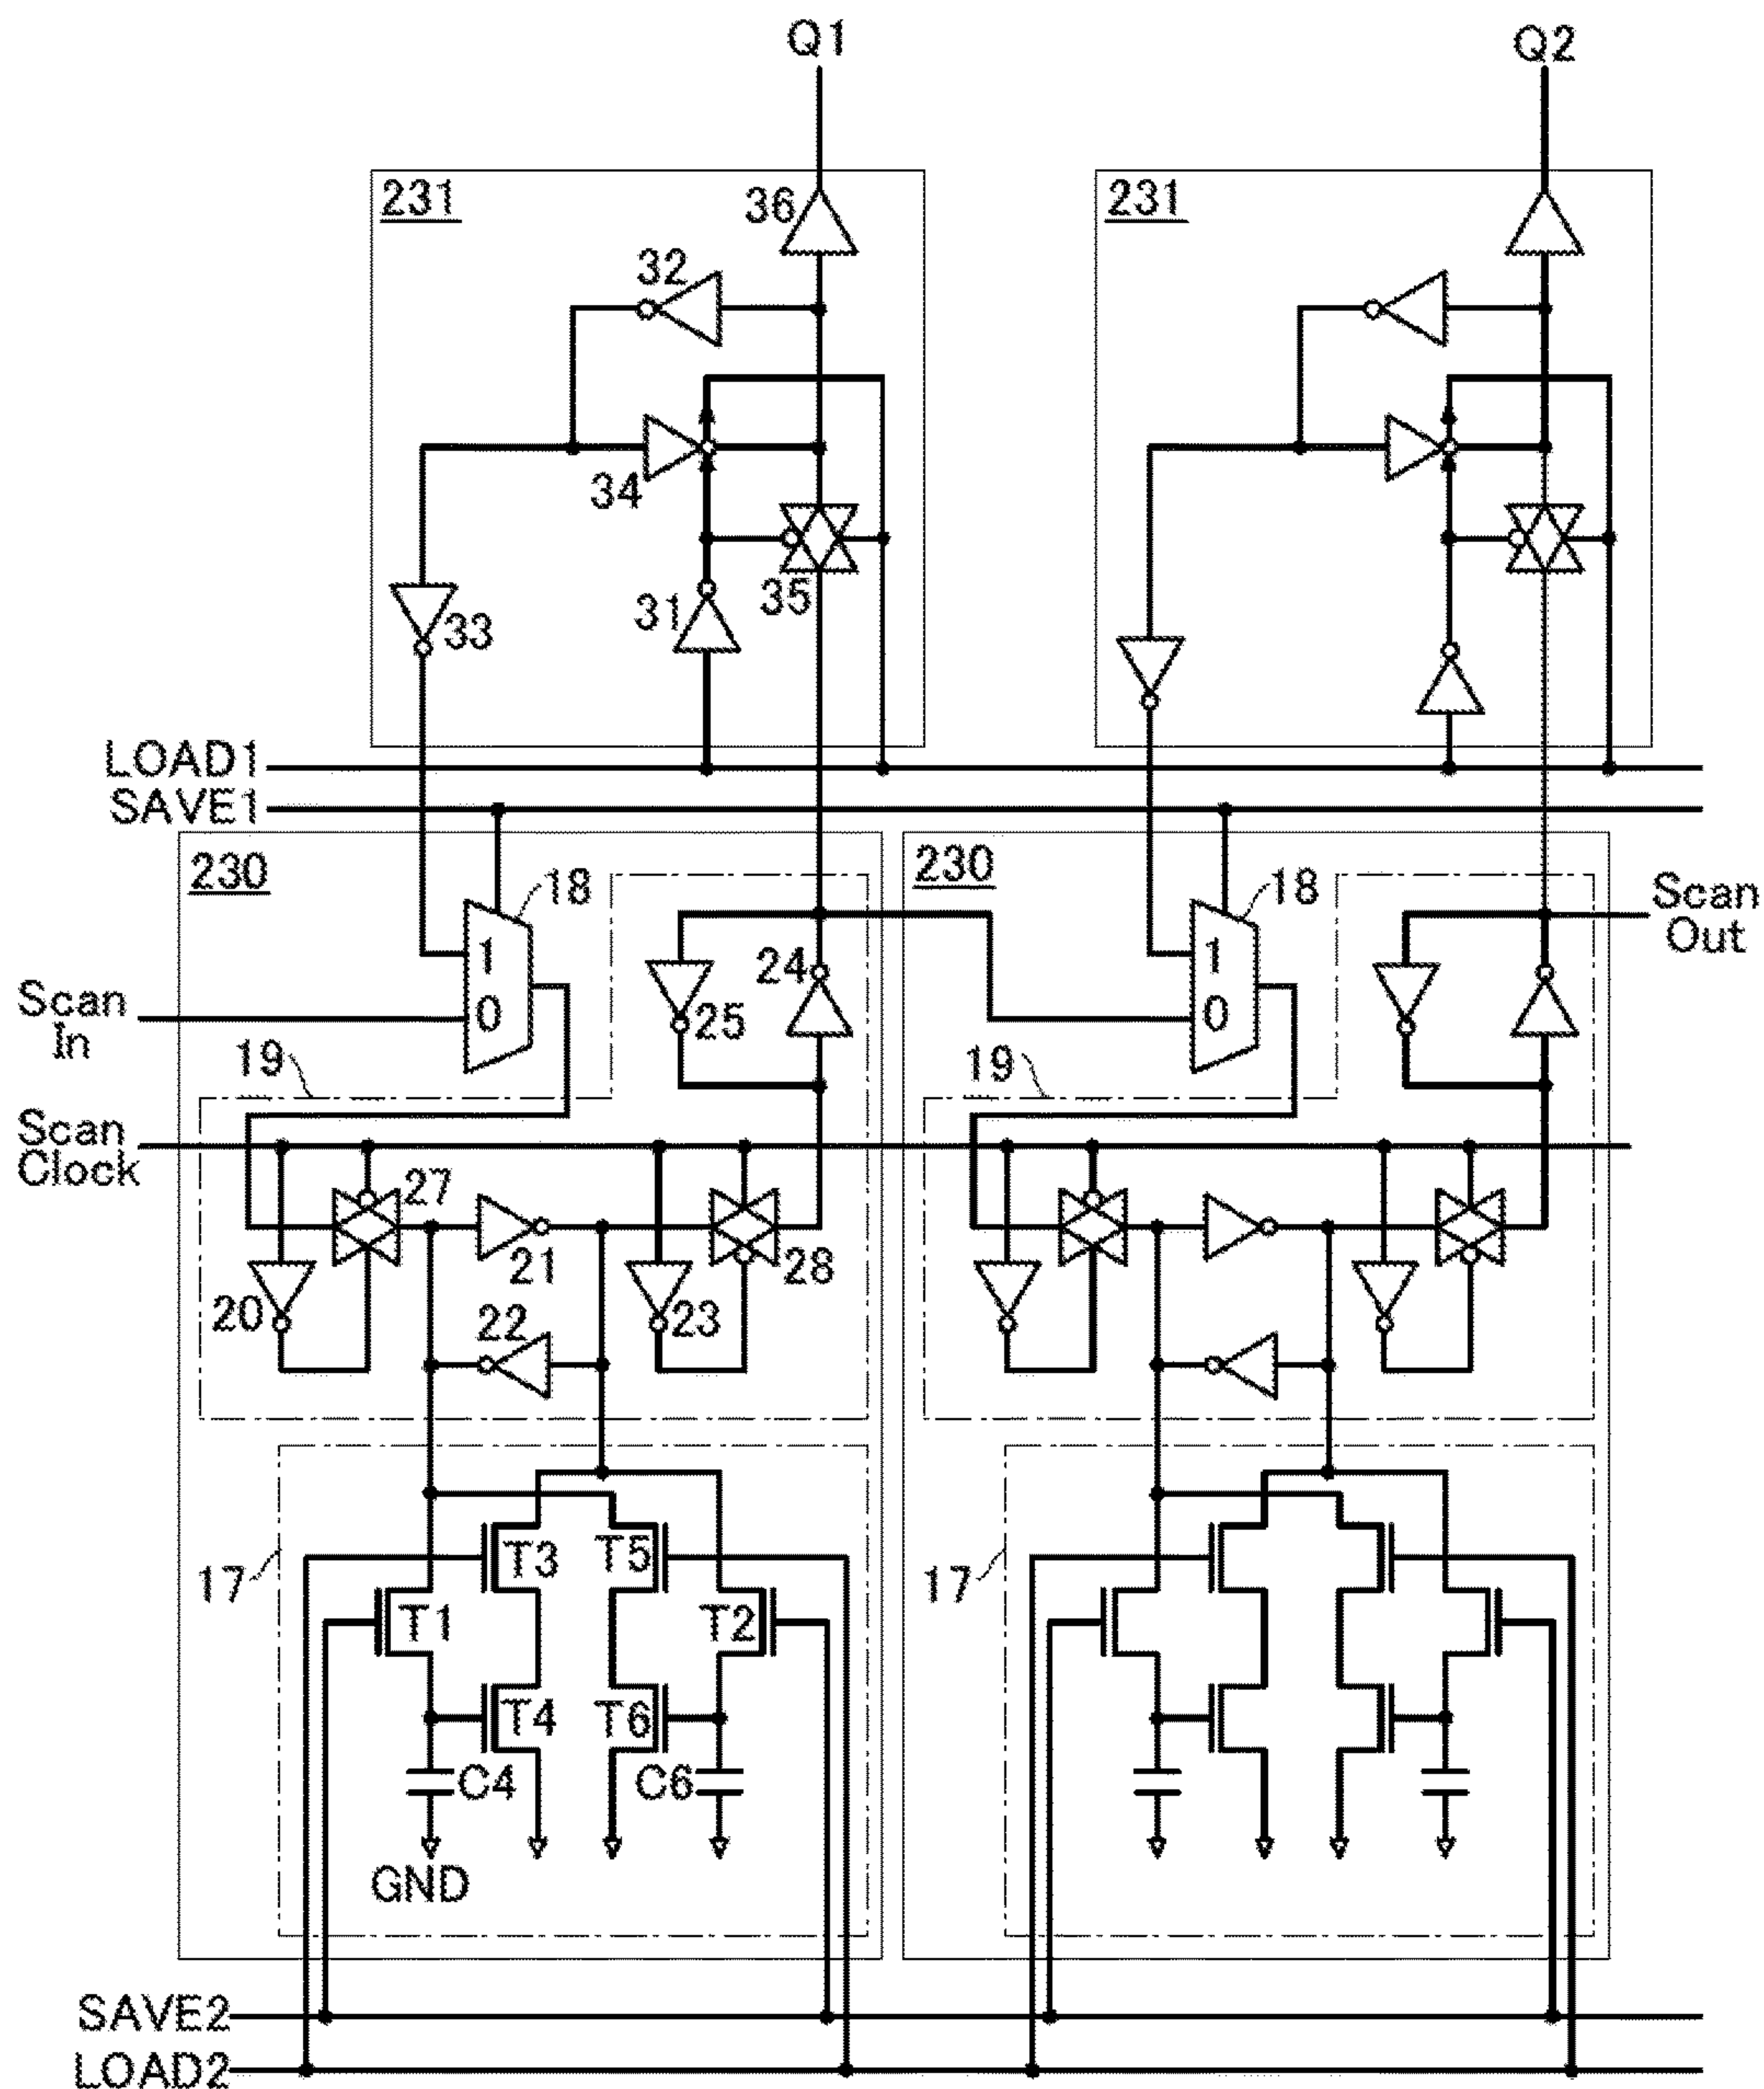 Q1 Q2
231 36 231
32
34
35
31
33
LOAD1
SAVE1
230 18 230 18
Scan Out
1 24 1
Scan In
0 25 0
19 19
Scan Clock
27
21 28
20 22 23
T3 T5
17 17
T1 T2
T4 T6
C4 C6
GND
SAVE2
LOAD2